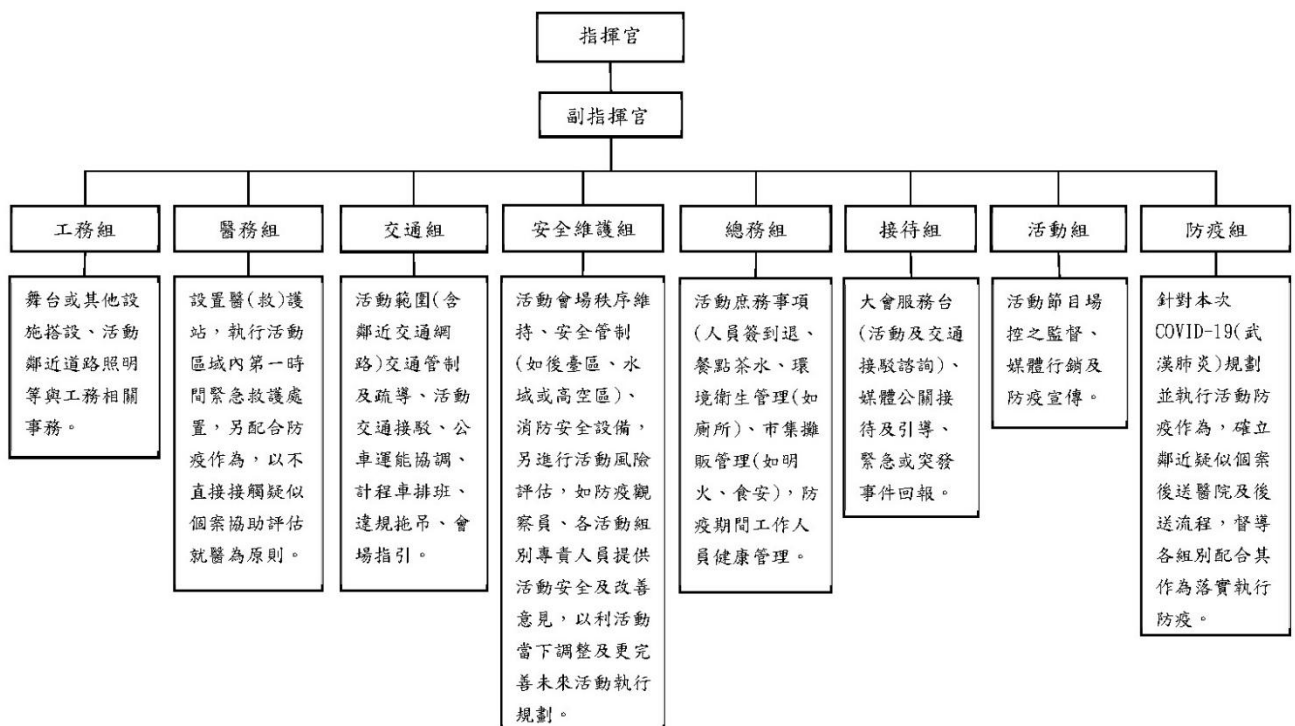 指揮官
副指揮官
工務組
醫務組
交通組
安全維護組
總務組
接待組
活動組
防疫組
舞台或其他設
施搭設、活動
鄰近道路照明
等與工務相關
事務。
設置醫(救)護
站，執行活動
區域內第一時
間緊急救護處
置，另配合防
疫作為，以不
直接接觸疑似
個案協助評估
就醫為原則。
活動範圍(含
鄰近交通網
路)交通管制
及疏導、活動
交通接駁、公
車運能協調、
計程車排班、
違規拖吊、會
場指引。
活動會場秩序維
持、安全管制
(如後臺區、水
域或高空區)、
消防安全設備，
另進行活動風險
評估，如防疫觀
察員、各活動組
別專責人員提供
活動安全及改善
意見，以利活動
當下調整及更完
善未來活動執行
規劃。
活動庶務事項
(人員簽到退、
餐點茶水、環
境衛生管理(如
廁所)、市集攤
販管理(如明
火、食安)，防
疫期間工作人
員健康管理。
大會服務台
(活動及交通
接駁諮詢)、
媒體公關接
待及引導、
緊急或突發
事件回報。
活動節目場
控之監督、
媒體行銷及
防疫宣傳。
針對本次
COVID-19(武
漢肺炎)規劃
並執行活動防
疫作為，確立
鄰近疑似個案
後送醫院及後
送流程，督導
各組別配合其
作為落實執行
防疫。